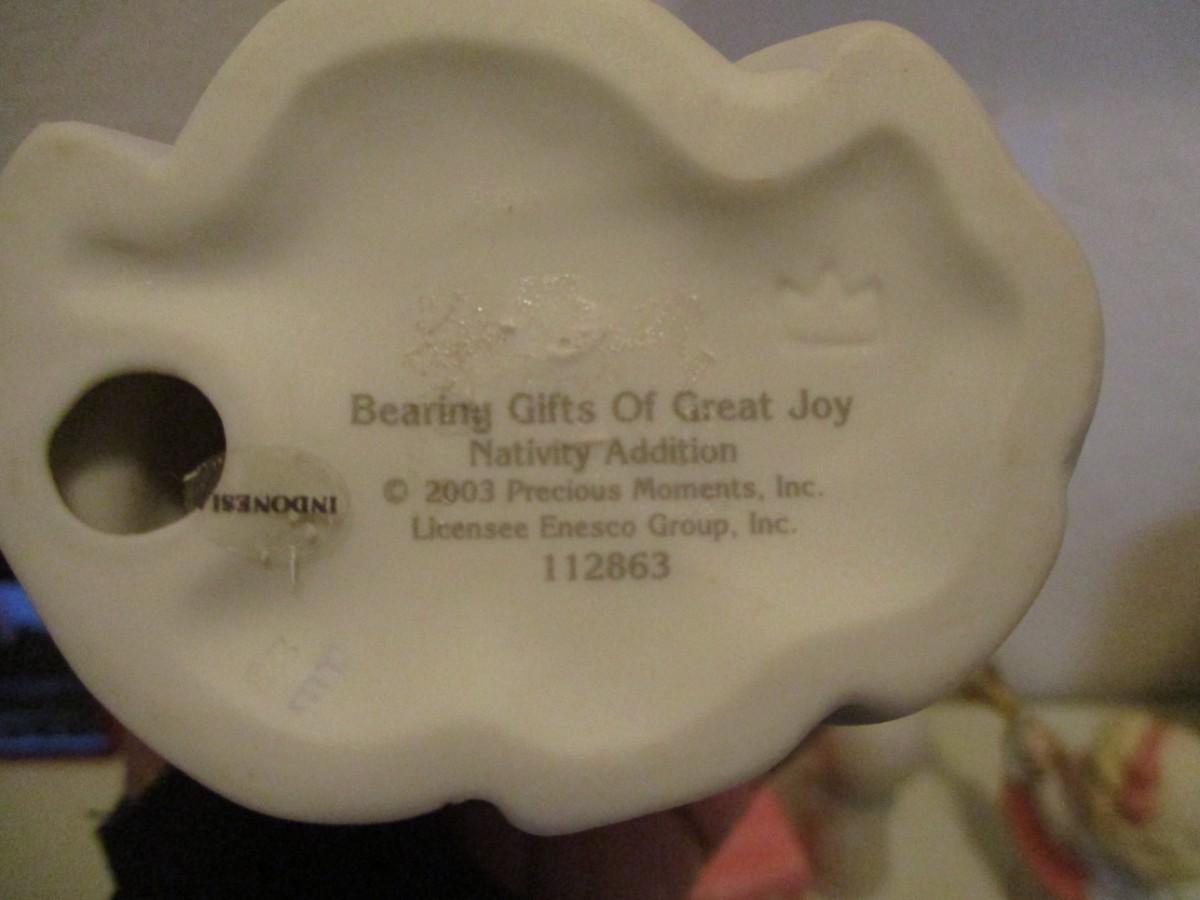 Bearing Gifts Of Great Joy
Nativity Addition
© 2003 Precious Moments, Inc.
Licensee Enesco Group, Inc.
112863
INDONESIA